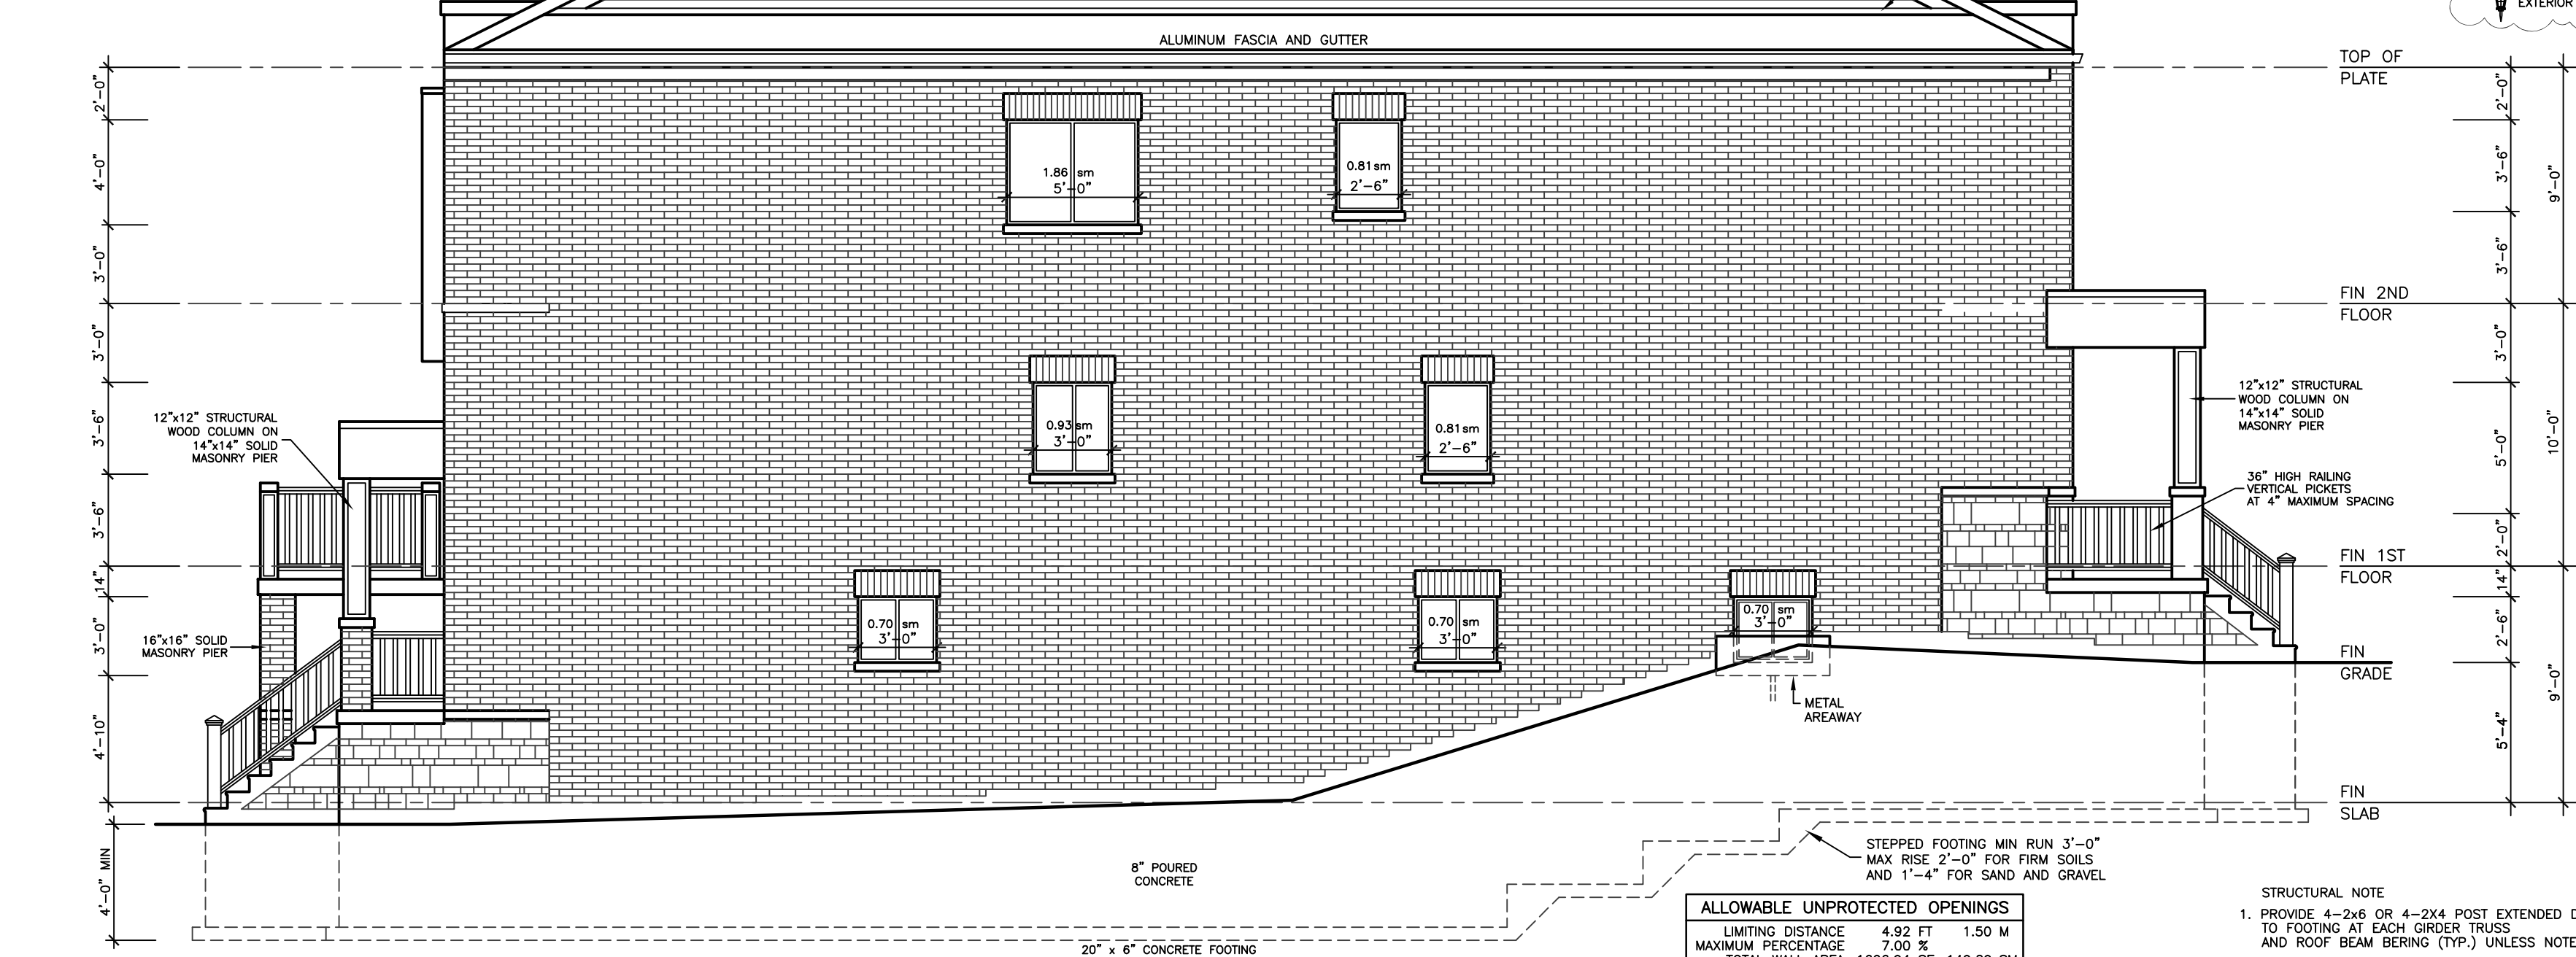 EXTERIOR
ALUMINUM FASCIA AND GUTTER
TOP OF
PLATE
2'-0"
4'-0"
3'-0"
3'-0"
3'-6"
3'-6"
14"
3'-0"
4'-10"
4'-0" MIN
1.86 sm
5'-0"
0.81sm
2'-6"
2'-0"
3'-6"
3'-6"
9'-0"
FIN 2ND
FLOOR
3'-0"
5'-0"
2'-0"
10'-0"
12"x12" STRUCTURAL
WOOD COLUMN ON
14"x14" SOLID
MASONRY PIER
0.93 sm
3'-0"
0.81sm
2'-6"
12"x12" STRUCTURAL
WOOD COLUMN ON
14"x14" SOLID
MASONRY PIER
36" HIGH RAILING
VERTICAL PICKETS
AT 4" MAXIMUM SPACING
FIN 1ST
FLOOR
14"
2'-6"
5'-4"
9'-0"
16"x16" SOLID
MASONRY PIER
0.70 sm
3'-0"
0.70 sm
3'-0"
0.70 sm
3'-0"
FIN
GRADE
METAL
AREAWAY
FIN
SLAB
8" POURED
CONCRETE
STEPPED FOOTING MIN RUN 3'-0"
MAX RISE 2'-0" FOR FIRM SOILS
AND 1'-4" FOR SAND AND GRAVEL
20" x 6" CONCRETE FOOTING
ALLOWABLE UNPROTECTED OPENINGS
LIMITING DISTANCE 4.92 FT 1.50 M
MAXIMUM PERCENTAGE 7.00 %
STRUCTURAL NOTE
1. PROVIDE 4-2x6 OR 4-2X4 POST EXTENDED
TO FOOTING AT EACH GIRDER TRUSS
AND ROOF BEAM BERING (TYP.) UNLESS NOTE